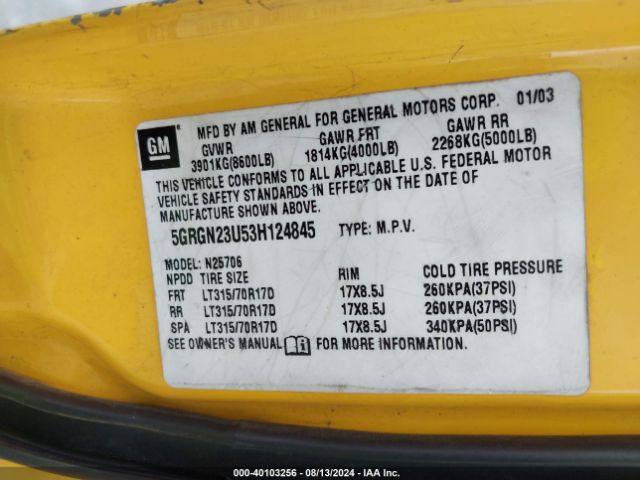 MFD BY AM GENERAL FOR GENERAL MOTORS CORP. 01/03
GM
GVWR GAWR FRT GAWR RR
3901KG(8600LB) 1814KG(4000LB) 2268KG(5000LB)
THIS VEHICLE CONFORMS TO ALL APPLICABLE U.S. FEDERAL MOTOR
VEHICLE SAFETY STANDARDS IN EFFECT ON THE DATE OF
MANUFACTURE SHOWN ABOVE.
5GRGN23U53H124845 TYPE: M.P.V.
MODEL: N25706
NPDD TIRE SIZE RIM COLD TIRE PRESSURE
FRT LT315/70R17D 17X8.5J 260KPA(37PSI)
RR LT315/70R17D 17X8.5J 260KPA(37PSI)
SPA LT315/70R17D 17X8.5J 340KPA(50PSI)
SEE OWNER'S MANUAL FOR MORE INFORMATION.
000-40103256 - 08/13/2024 - IAA Inc.